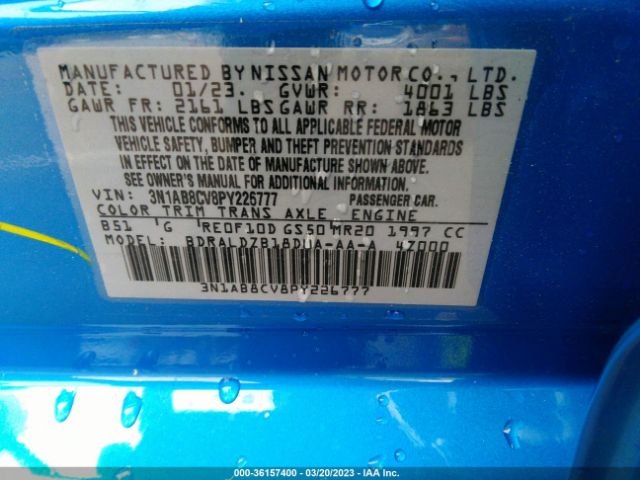 MANUFACTURED BY NISSAN MOTOR CO., LTD.
DATE: 01/23. GVWR: 4001 LBS
GAWR FR: 2161 LBS GAWR RR: 1863 LBS
THIS VEHICLE CONFORMS TO ALL APPLICABLE FEDERAL MOTOR
VEHICLE SAFETY, BUMPER AND THEFT PREVENTION STANDARDS
IN EFFECT ON THE DATE OF MANUFACTURE SHOWN ABOVE.
SEE OWNER'S MANUAL FOR ADDITIONAL INFORMATION.
VIN: 3N1AB8CV8PY226777 PASSENGER CAR.
COLOR TRIM TRANS AXLE ENGINE
B51 'G RE0F10D GS50 MR20 1997 CC
MODEL: BDRALDZB18DUA-AA-A 47000
3N1AB8CV8PY226777
000-36157400 - 03/20/2023 - IAA Inc.